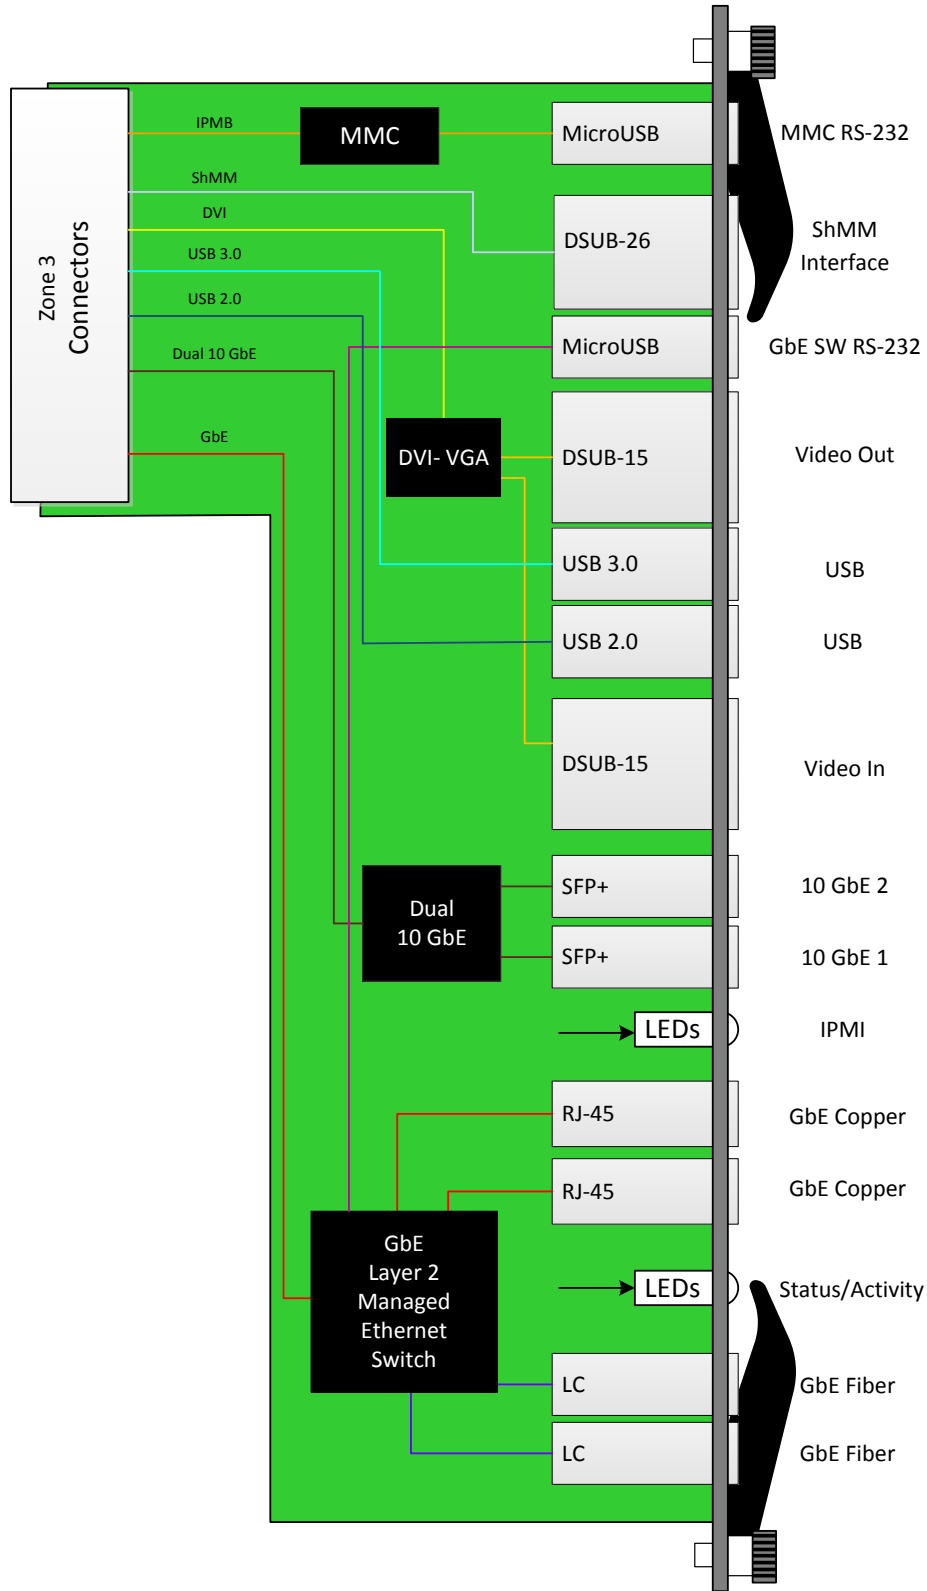 Zone 3
Connectors
IPMB
ShMM
DVI
USB 3.0
USB 2.0
Dual 10 GbE
GbE
MMC
MicroUSB
MMC RS-232
DSUB-26
ShMM
Interface
MicroUSB
GbE SW RS-232
DVI- VGA
DSUB-15
Video Out
USB 3.0
USB
USB 2.0
USB
DSUB-15
Video In
Dual
10 GbE
SFP+
10 GbE 2
SFP+
10 GbE 1
LEDs
IPMI
RJ-45
GbE Copper
RJ-45
GbE Copper
GbE
Layer 2
Managed
Ethernet
Switch
LEDs
Status/Activity
LC
GbE Fiber
LC
GbE Fiber